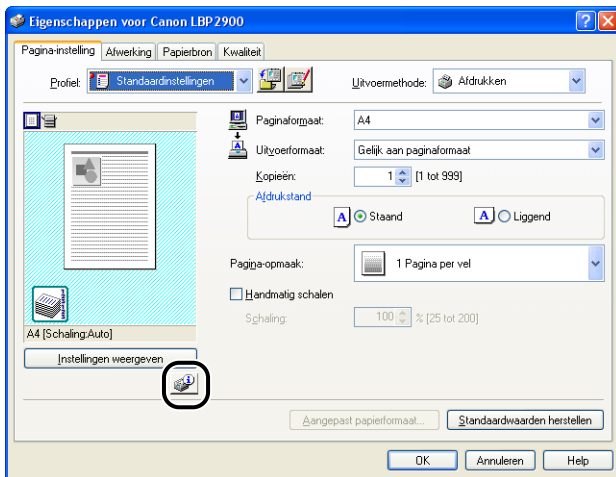 Eigenschappen voor Canon LBP2900
Pagina-instelling Afwerking Papierbron Kwaliteit
Profiel: Standaardinstellingen Uitvoermethode: Afdrukken
Paginaformaat: A4
Uitvoerformaat: Gelijk aan paginaformaat
Kopieën: 1 [1 tot 999]
Afdrukstand
A Staand A Liggend
Pagina-opmaak: 1 Pagina per vel
Handmatig schalen
Schaling: 100 % [25 tot 200]
A4 [Schaling:Auto]
Instellingen weergeven
Aangepast papierformaat... Standaardwaarden herstellen
OK Annuleren Help